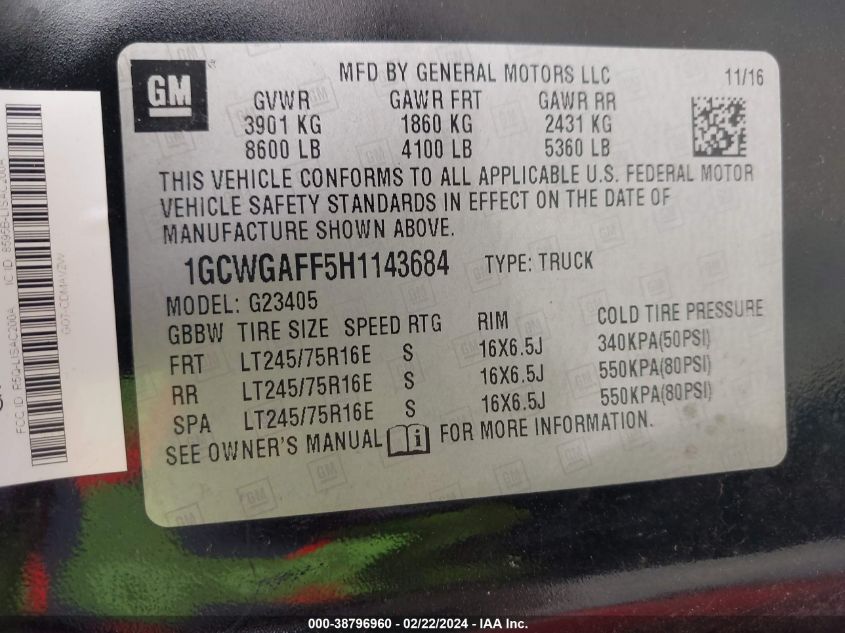 GM
MFD BY GENERAL MOTORS LLC 11/16
GVWR GAWR FRT GAWR RR
3901 KG 1860 KG 2431 KG
8600 LB 4100 LB 5360 LB
THIS VEHICLE CONFORMS TO ALL APPLICABLE U.S. FEDERAL MOTOR
VEHICLE SAFETY STANDARDS IN EFFECT ON THE DATE OF
MANUFACTURE SHOWN ABOVE.
1GCWGAFF5H1143684 TYPE: TRUCK
MODEL: G23405
GBBW TIRE SIZE SPEED RTG RIM COLD TIRE PRESSURE
FRT LT245/75R16E S 16X6.5J 340KPA(50PSI)
RR LT245/75R16E S 16X6.5J 550KPA(80PSI)
SPA LT245/75R16E S 16X6.5J 550KPA(80PSI)
SEE OWNER'S MANUAL FOR MORE INFORMATION.
000-38796960 - 02/22/2024 - IAA Inc.